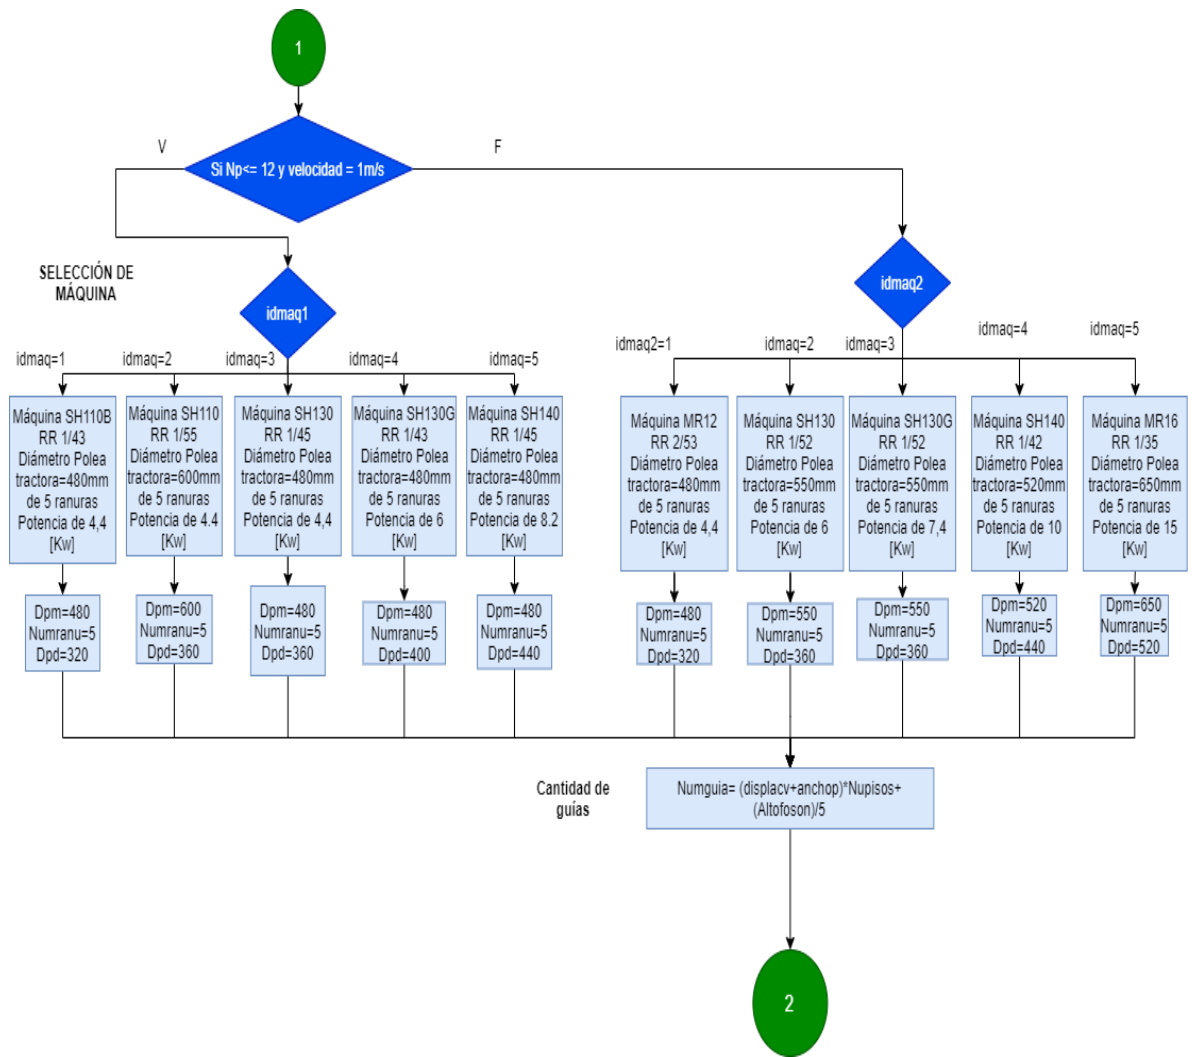 1
V
F
Si Np<= 12 y velocidad = 1m/s
SELECCIÓN DE
MÁQUINA
idmaq1
idmaq2
idmaq=1
idmaq=2
idmaq=3
idmaq=4
idmaq=5
idmaq2=1
idmaq=2
idmaq=3
idmaq=4
idmaq=5
Máquina SH110B
RR 1/43
Diámetro Polea
tractora=480mm
de 5 ranuras
Potencia de 4,4
[Kw]
Máquina SH110
RR 1/55
Diámetro Polea
tractora=600mm
de 5 ranuras
Potencia de 4.4
[Kw]
Máquina SH130
RR 1/45
Diámetro Polea
tractora=480mm
de 5 ranuras
Potencia de 4,4
[Kw]
Máquina SH130G
RR 1/43
Diámetro Polea
tractora=480mm
de 5 ranuras
Potencia de 6
[Kw]
Máquina SH140
RR 1/45
Diámetro Polea
tractora=480mm
de 5 ranuras
Potencia de 8.2
[Kw]
Máquina MR12
RR 2/53
Diámetro Polea
tractora=480mm
de 5 ranuras
Potencia de 4,4
[Kw]
Máquina SH130
RR 1/52
Diámetro Polea
tractora=550mm
de 5 ranuras
Potencia de 6
[Kw]
Máquina SH130G
RR 1/52
Diámetro Polea
tractora=550mm
de 5 ranuras
Potencia de 7,4
[Kw]
Máquina SH140
RR 1/42
Diámetro Polea
tractora=520mm
de 5 ranuras
Potencia de 10
[Kw]
Máquina MR16
RR 1/35
Diámetro Polea
tractora=650mm
de 5 ranuras
Potencia de 15
[Kw]
Dpm=480
Numranu=5
Dpd=320
Dpm=600
Numranu=5
Dpd=360
Dpm=480
Numranu=5
Dpd=360
Dpm=480
Numranu=5
Dpd=400
Dpm=480
Numranu=5
Dpd=440
Dpm=480
Numranu=5
Dpd=320
Dpm=550
Numranu=5
Dpd=360
Dpm=550
Numranu=5
Dpd=360
Dpm=520
Numranu=5
Dpd=440
Dpm=650
Numranu=5
Dpd=520
Cantidad de
guías
Numguia= (displacv+anchop)*Nupisos+
(Altofoson)/5
2